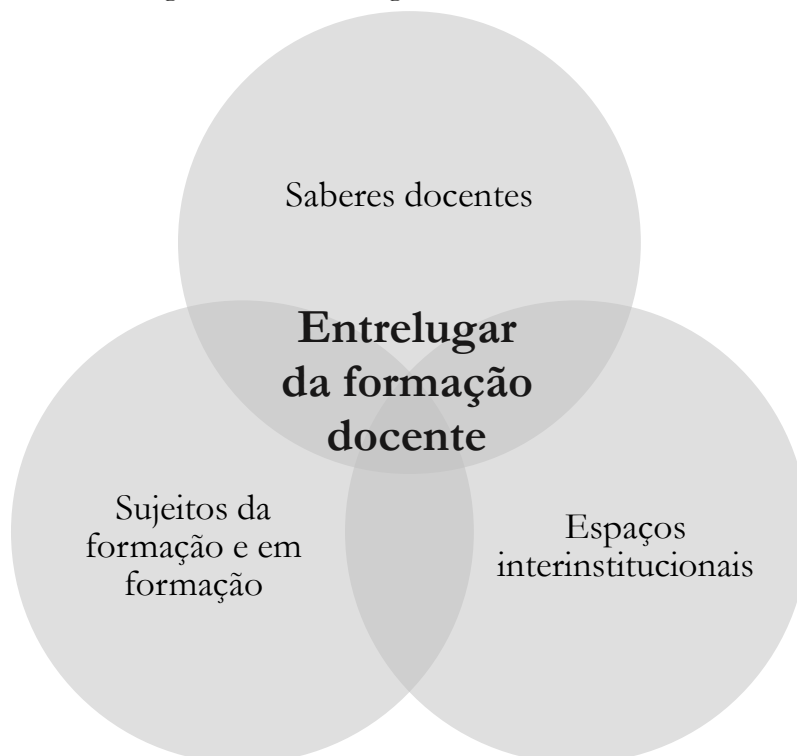 Saberes docentes
Entrelugar
da formação
docente
Sujeitos da
formação e em
formação
Espaços
interinstitucionais